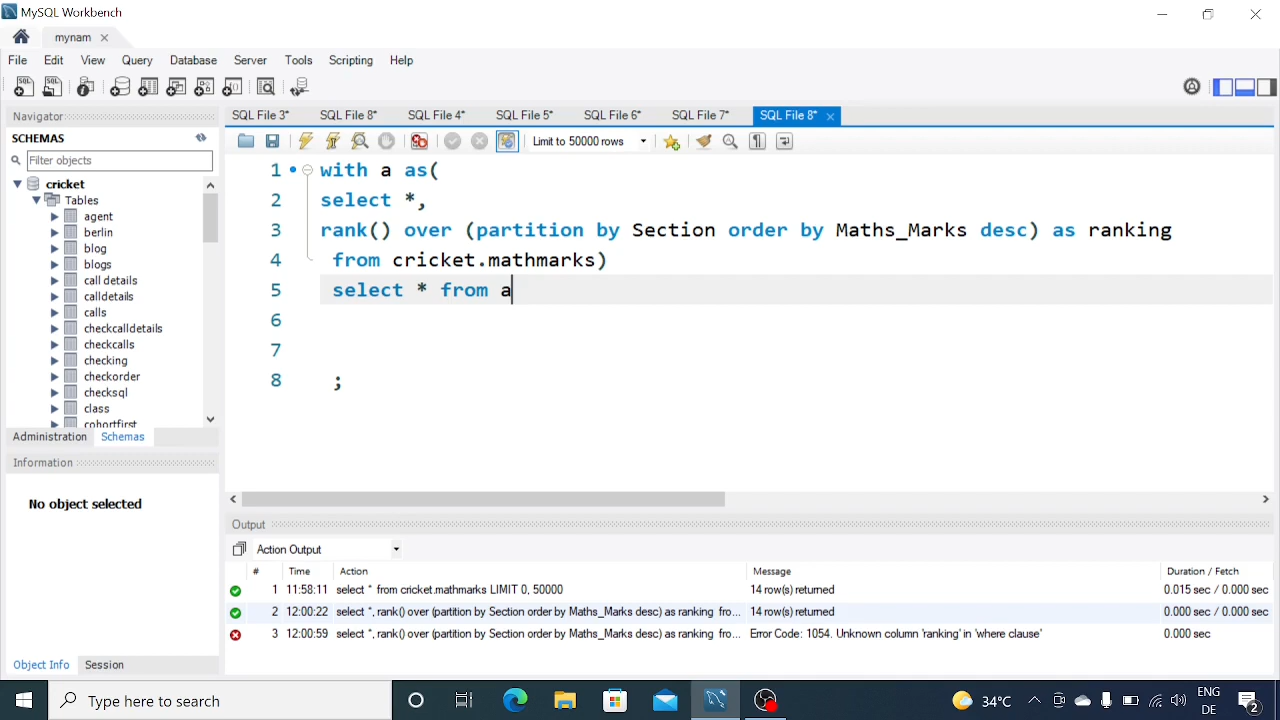 MySQL Workbench
mynam
File Edit View Query Database Server Tools Scripting Help
Navigator
SCHEMAS
Filter objects
cricket
Tables
agent
berlin
blog
blogs
call details
calldetails
calls
checkcalldetails
checkcalls
checking
checkorder
checksql
class
cohortfirst
Administration Schemas
Information
No object selected
Object Info Session
SQL File 3* SQL File 8* SQL File 4* SQL File 5* SQL File 6* SQL File 7* SQL File 8*
Limit to 50000 rows
1 with a as(
2 select *,
3 rank() over (partition by Section order by Maths_Marks desc) as ranking
4 from cricket.mathmarks)
5 select * from a
6
7
8 ;
Output
Action Output
# Time Action Message Duration / Fetch
1 11:58:11 select * from cricket.mathmarks LIMIT 0, 50000 14 row(s) returned 0.015 sec / 0.000 sec
2 12:00:22 select *, rank() over (partition by Section order by Maths_Marks desc) as ranking fro... 14 row(s) returned 0.000 sec / 0.000 sec
3 12:00:59 select *, rank() over (partition by Section order by Maths_Marks desc) as ranking fro... Error Code: 1054. Unknown column 'ranking' in 'where clause' 0.000 sec
Type here to search
34°C
ENG
DE
2